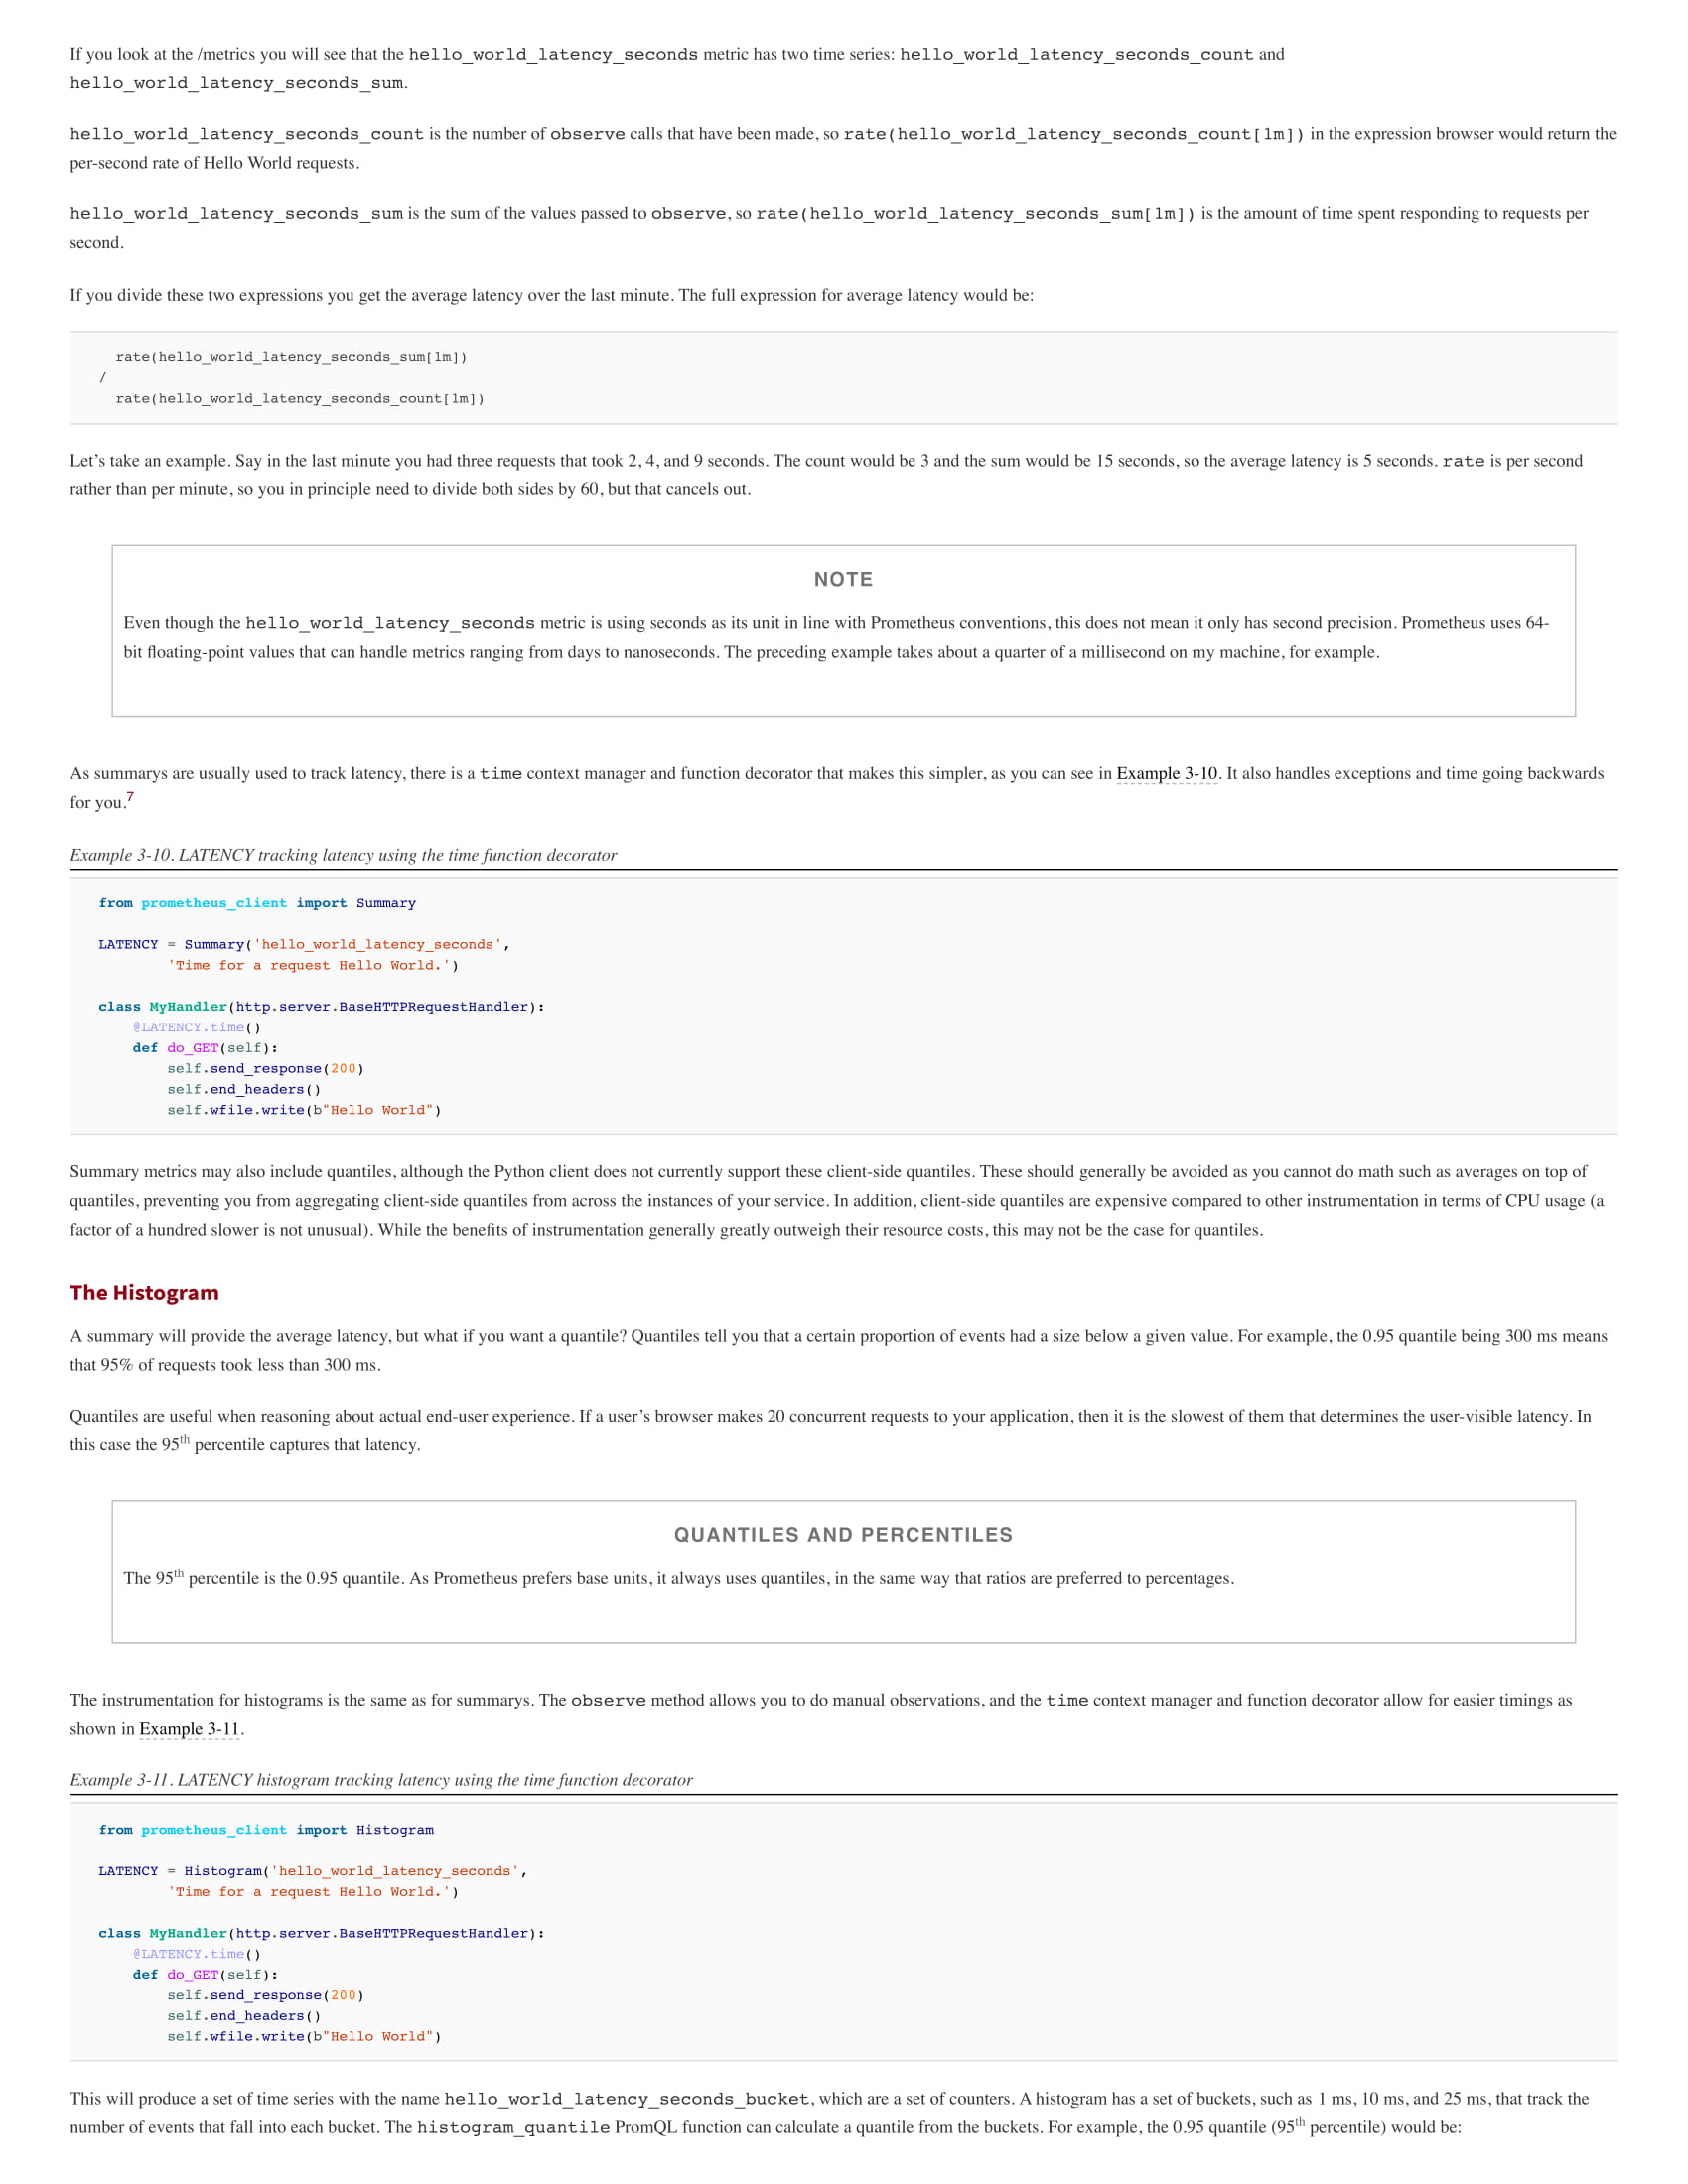 If you look at the /metrics you will see that the hello_world_latency_seconds metric has two time series: hello_world_latency_seconds_count and
hello_world_latency_seconds_sum.
hello_world_latency_seconds_count is the number of observe calls that have been made, so rate(hello_world_latency_seconds_count[1m]) in the expression browser would return the
per-second rate of Hello World requests.
hello_world_latency_seconds_sum is the sum of the values passed to observe, so rate(hello_world_latency_seconds_sum[1m]) is the amount of time spent responding to requests per
second.
If you divide these two expressions you get the average latency over the last minute. The full expression for average latency would be:
  rate(hello_world_latency_seconds_sum[1m])
/
  rate(hello_world_latency_seconds_count[1m])
Let’s take an example. Say in the last minute you had three requests that took 2, 4, and 9 seconds. The count would be 3 and the sum would be 15 seconds, so the average latency is 5 seconds. rate is per second
rather than per minute, so you in principle need to divide both sides by 60, but that cancels out.
NOTE
Even though the hello_world_latency_seconds metric is using seconds as its unit in line with Prometheus conventions, this does not mean it only has second precision. Prometheus uses 64-
bit floating-point values that can handle metrics ranging from days to nanoseconds. The preceding example takes about a quarter of a millisecond on my machine, for example.
As summarys are usually used to track latency, there is a time context manager and function decorator that makes this simpler, as you can see in Example 3-10. It also handles exceptions and time going backwards
for you.7
Example 3-10. LATENCY tracking latency using the time function decorator
from prometheus_client import Summary
LATENCY = Summary('hello_world_latency_seconds',
        'Time for a request Hello World.')
class MyHandler(http.server.BaseHTTPRequestHandler):
    @LATENCY.time()
    def do_GET(self):
        self.send_response(200)
        self.end_headers()
        self.wfile.write(b"Hello World")
Summary metrics may also include quantiles, although the Python client does not currently support these client-side quantiles. These should generally be avoided as you cannot do math such as averages on top of
quantiles, preventing you from aggregating client-side quantiles from across the instances of your service. In addition, client-side quantiles are expensive compared to other instrumentation in terms of CPU usage (a
factor of a hundred slower is not unusual). While the benefits of instrumentation generally greatly outweigh their resource costs, this may not be the case for quantiles.
The Histogram
A summary will provide the average latency, but what if you want a quantile? Quantiles tell you that a certain proportion of events had a size below a given value. For example, the 0.95 quantile being 300 ms means
that 95% of requests took less than 300 ms.
Quantiles are useful when reasoning about actual end-user experience. If a user’s browser makes 20 concurrent requests to your application, then it is the slowest of them that determines the user-visible latency. In
this case the 95th percentile captures that latency.
QUANTILES AND PERCENTILES
The 95th percentile is the 0.95 quantile. As Prometheus prefers base units, it always uses quantiles, in the same way that ratios are preferred to percentages.
The instrumentation for histograms is the same as for summarys. The observe method allows you to do manual observations, and the time context manager and function decorator allow for easier timings as
shown in Example 3-11.
Example 3-11. LATENCY histogram tracking latency using the time function decorator
from prometheus_client import Histogram
LATENCY = Histogram('hello_world_latency_seconds',
        'Time for a request Hello World.')
class MyHandler(http.server.BaseHTTPRequestHandler):
    @LATENCY.time()
    def do_GET(self):
        self.send_response(200)
        self.end_headers()
        self.wfile.write(b"Hello World")
This will produce a set of time series with the name hello_world_latency_seconds_bucket, which are a set of counters. A histogram has a set of buckets, such as 1 ms, 10 ms, and 25 ms, that track the
number of events that fall into each bucket. The histogram_quantile PromQL function can calculate a quantile from the buckets. For example, the 0.95 quantile (95th percentile) would be: